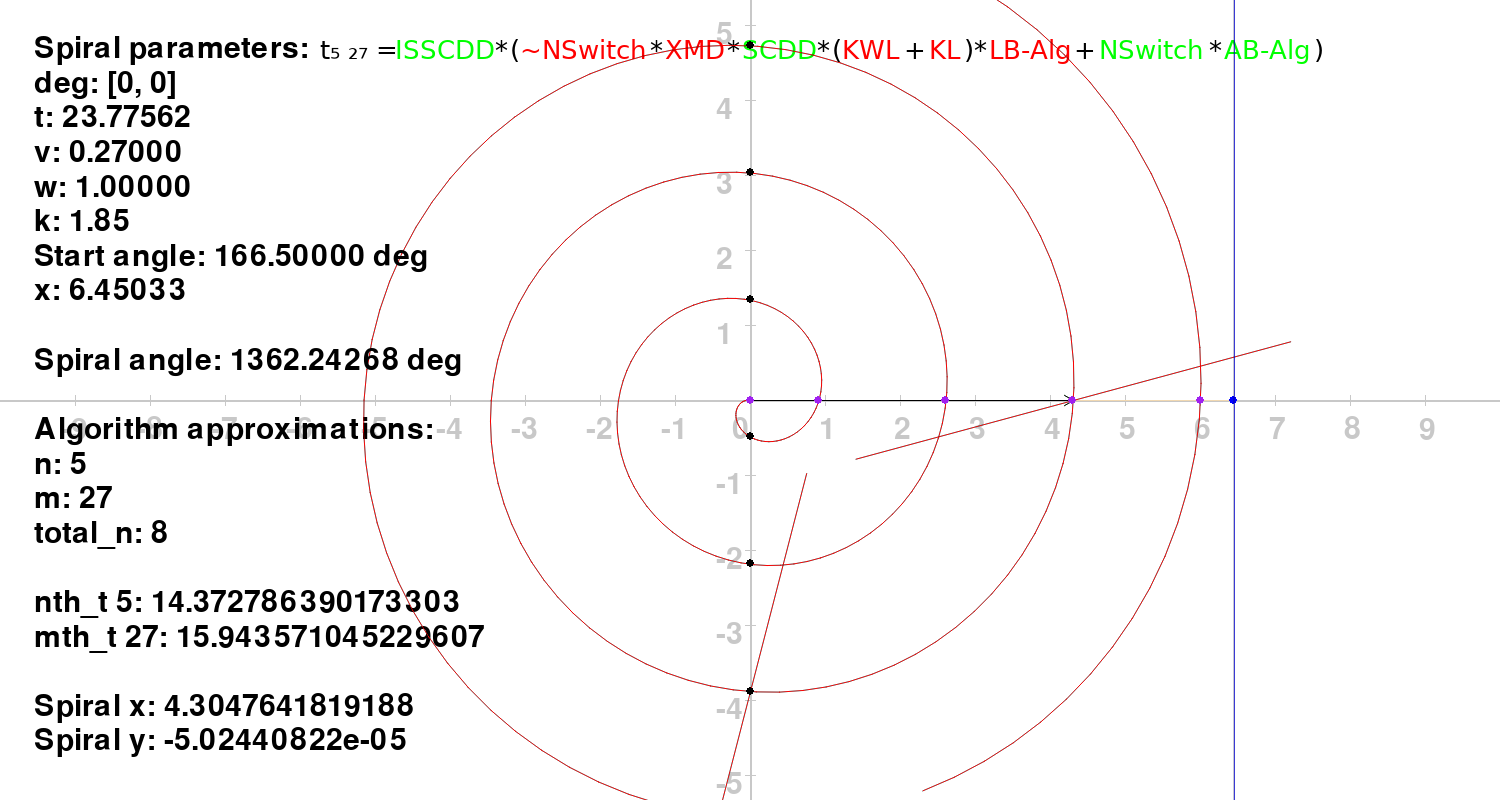 Spiral parameters: t₅ ₂₇ =ISSCDD*(~NSwitch*XMD*SCDD*(KWL+KL)*LB-Alg+NSwitch*AB-Alg)
deg: [0, 0]
t: 23.77562
v: 0.27000
w: 1.00000
k: 1.85
Start angle: 166.50000 deg
x: 6.45033
Spiral angle: 1362.24268 deg
Algorithm approximations:
n: 5
m: 27
total_n: 8
nth_t 5: 14.372786390173303
mth_t 27: 15.943571045229607
Spiral x: 4.3047641819188
Spiral y: -5.02440822e-05
5
4
3
2
1
-4 -3 -2 -1 0 1 2 3 4 5 6 7 8 9
-1
-2
-3
-4
-5